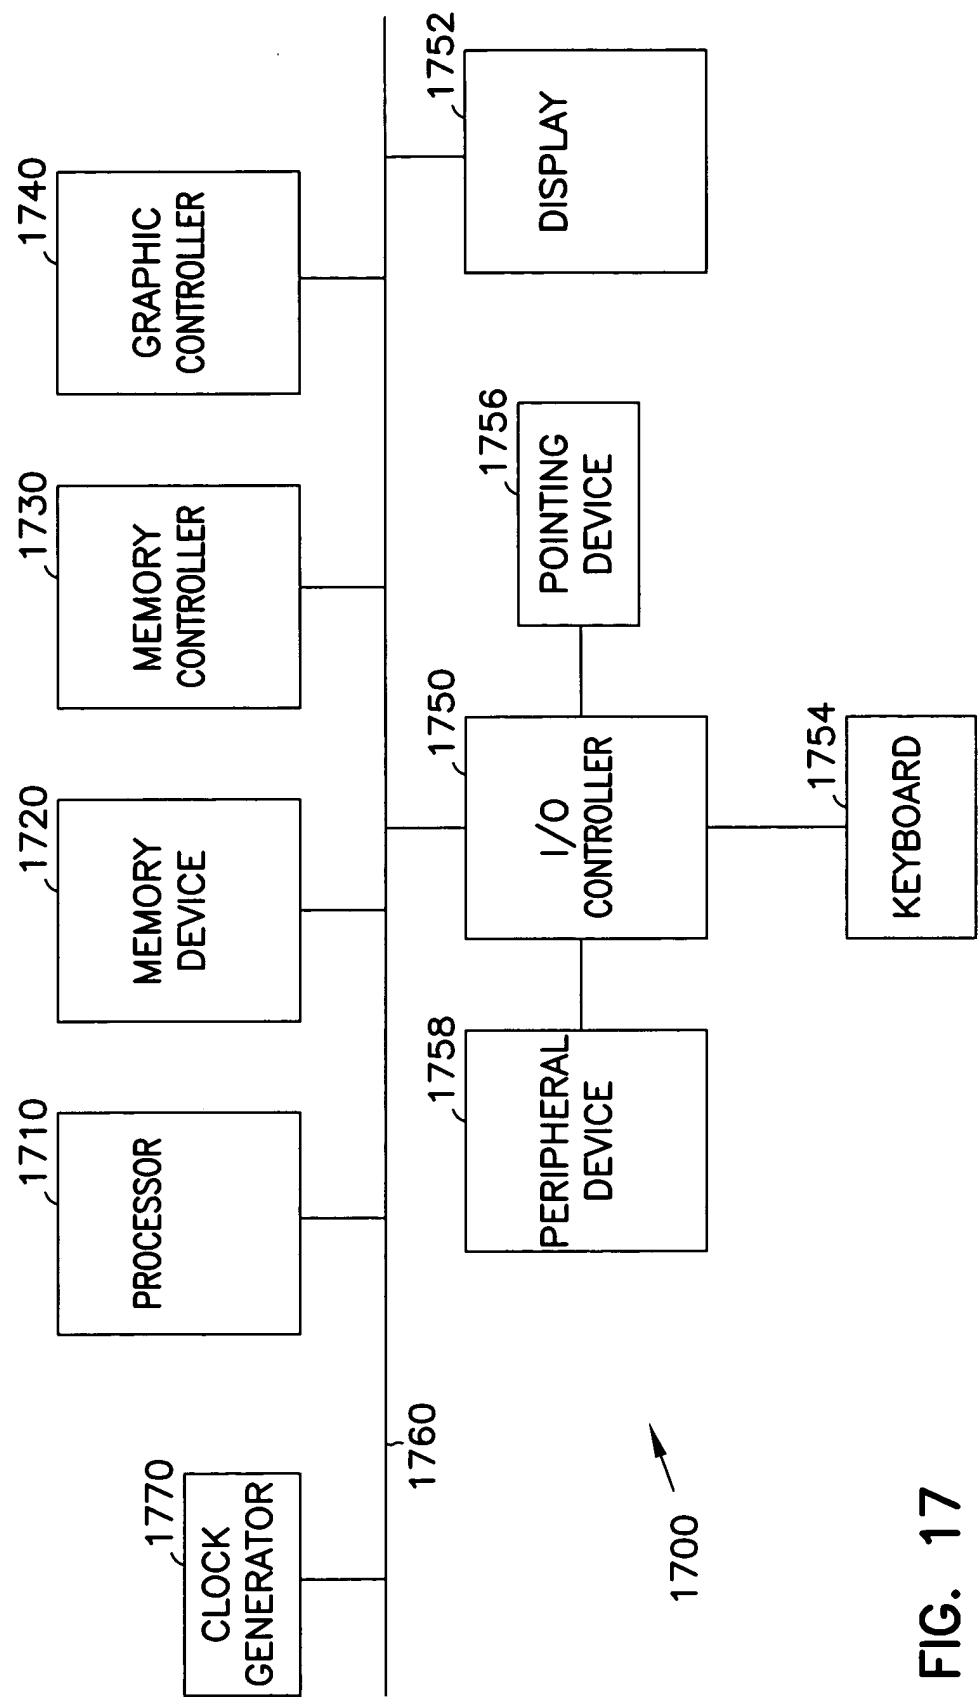 1770
CLOCK
GENERATOR
1710
PROCESSOR
1720
MEMORY
DEVICE
1730
MEMORY
CONTROLLER
1740
GRAPHIC
CONTROLLER
1760
1758
PERIPHERAL
DEVICE
1750
I/O
CONTROLLER
1756
POINTING
DEVICE
1752
DISPLAY
1754
KEYBOARD
1700
FIG. 17